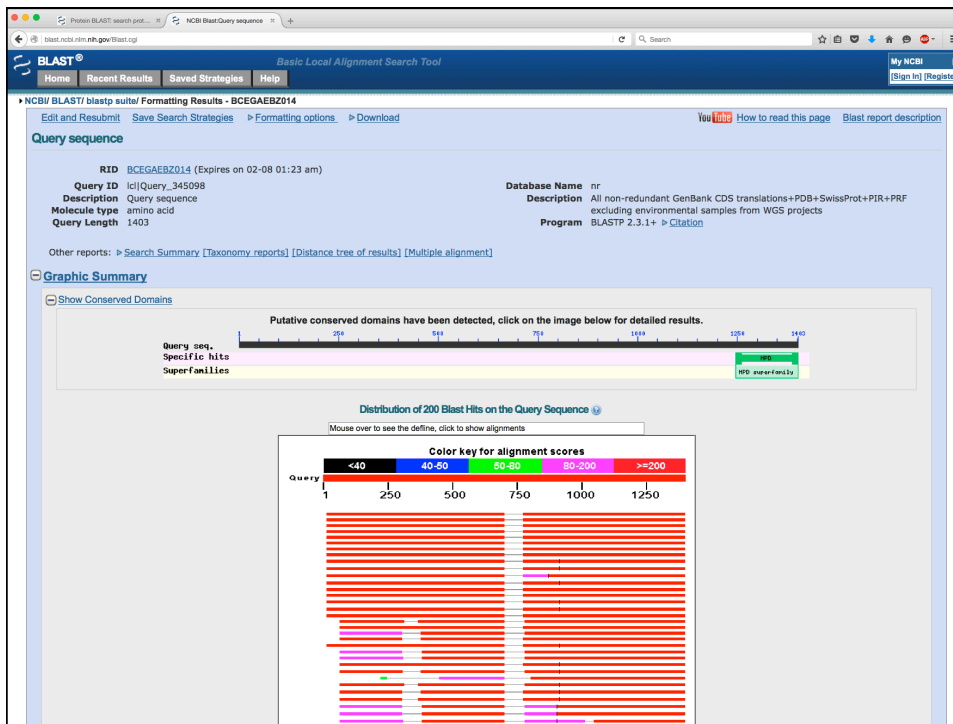 Protein BLAST: search prot...
NCBI Blast:Query sequence
blast.ncbi.nlm.nih.gov/Blast.cgi
Search
BLAST ®
Basic Local Alignment Search Tool
My NCBI
Home Recent Results Saved Strategies Help
[Sign In] [Registe
NCBI/ BLAST/ blastp suite/ Formatting Results - BCEGAEBZ014
Edit and Resubmit Save Search Strategies Formatting options Download
YouTube How to read this page Blast report description
Query sequence
RID BCEGAEBZ014 (Expires on 02-08 01:23 am)
Query ID lcl|Query_345098
Description Query sequence
Molecule type amino acid
Query Length 1403
Database Name nr
Description All non-redundant GenBank CDS translations+PDB+SwissProt+PIR+PRF
excluding environmental samples from WGS projects
Program BLASTP 2.3.1+ Citation
Other reports: Search Summary [Taxonomy reports] [Distance tree of results] [Multiple alignment]
Graphic Summary
Show Conserved Domains
Putative conserved domains have been detected, click on the image below for detailed results.
1 250 500 750 1000 1250 1403
Query seq.
Specific hits
HPD
Superfamilies
HPD superfamily
Distribution of 200 Blast Hits on the Query Sequence
Mouse over to see the define, click to show alignments
Color key for alignment scores
<40 40-50 50-80 80-200 >=200
Query
1 250 500 750 1000 1250